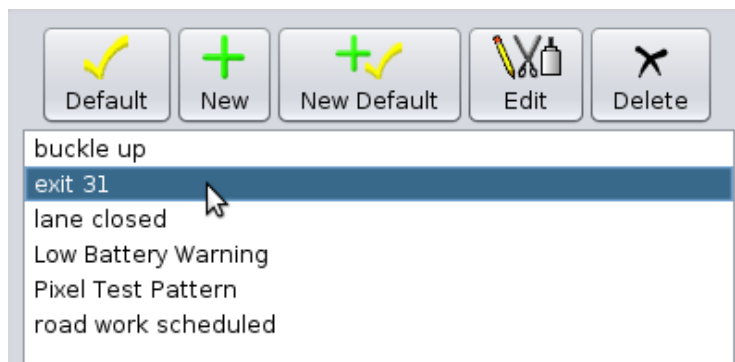 Default New New Default Edit Delete
buckle up
exit 31
lane closed
Low Battery Warning
Pixel Test Pattern
road work scheduled